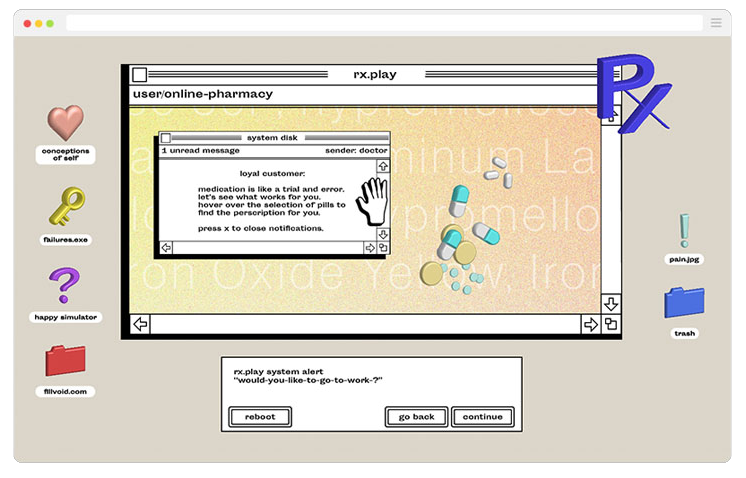 rx.play
user/online-pharmacy
Rx
conceptions
of self
failures.exe
happy simulator
fillvoid.com
system disk
1 unread message
sender: doctor
loyal customer:
medication is like a trial and error.
let's see what works for you.
hover over the selection of pills to
find the perscription for you.
press x to close notifications.
minum La
promello
ron Oxide Yellow, Iron
pain.jpg
trash
rx.play system alert
"would-you-like-to-go-to-work-?"
reboot
go back
continue